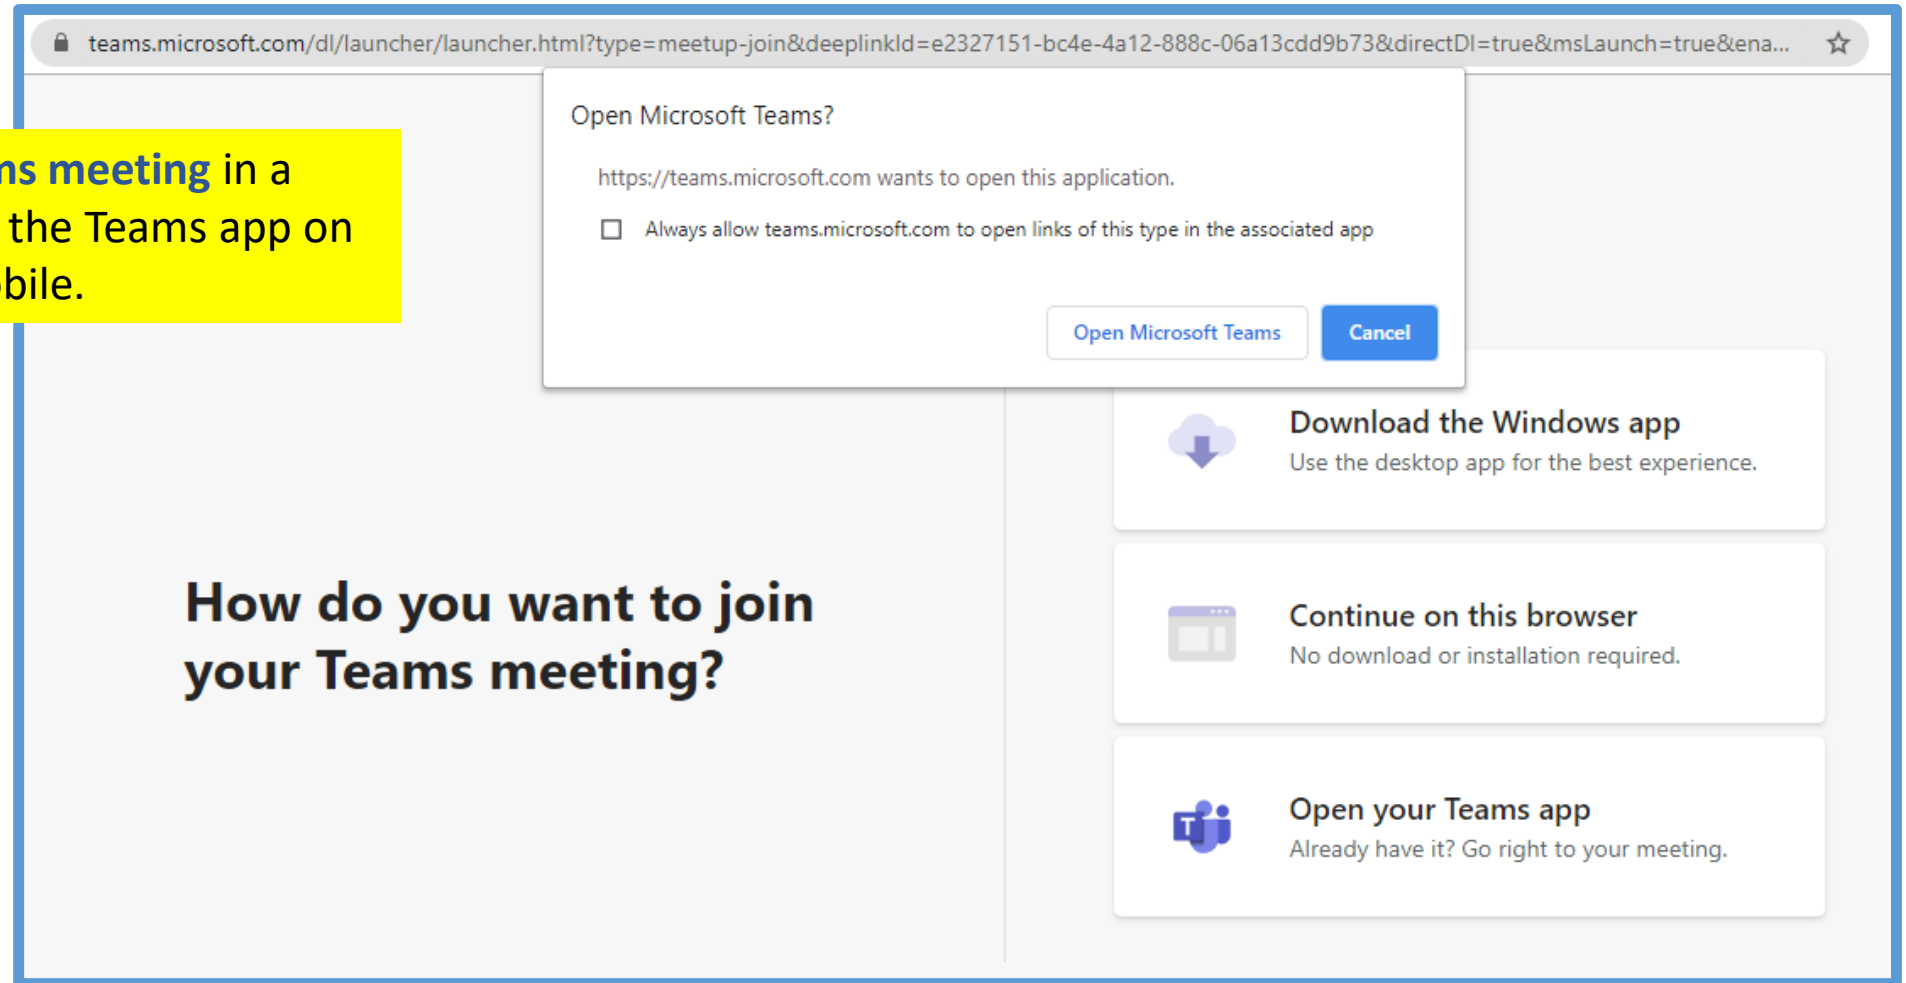 teams.microsoft.com/dl/launcher/launcher.html?type=meetup-join&deeplinkId=e2327151-bc4e-4a12-888c-06a13cdd9b73&directDl=true&msLaunch=true&ena...
Open Microsoft Teams?
https://teams.microsoft.com wants to open this application.
Always allow teams.microsoft.com to open links of this type in the associated app
Open Microsoft Teams
Cancel
meeting in a
the Teams app on
How do you want to join
your Teams meeting?
Download the Windows app
Use the desktop app for the best experience.
Continue on this browser
No download or installation required.
T
Open your Teams app
Already have it? Go right to your meeting.